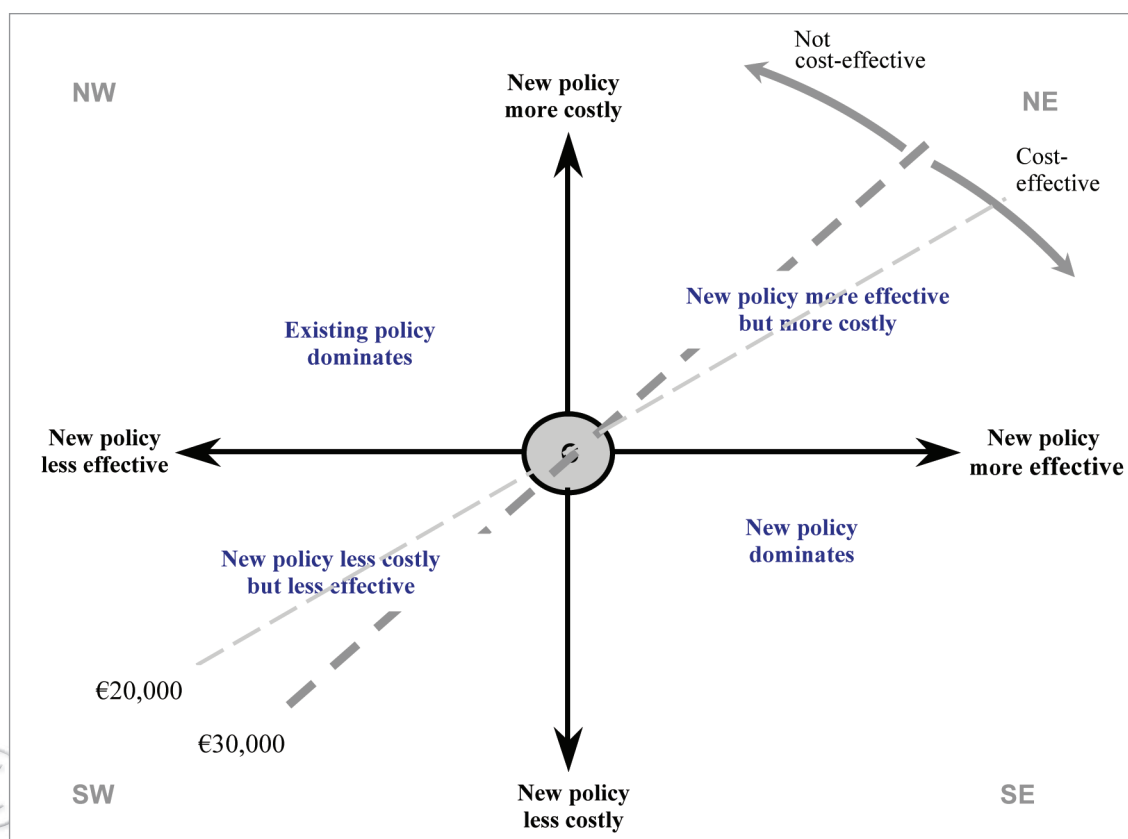 Not
cost-effective
NW
New policy
more costly
NE
Cost-
effective
New policy more effective
but more costly
Existing policy
dominates
New policy
less effective
New policy
more effective
New policy
dominates
New policy less costly
but less effective
€20,000
€30,000
SW
New policy
less costly
SE